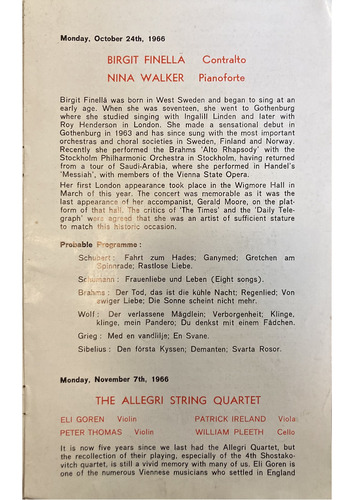 Monday, October 24th, 1966
BIRGIT FINELLA Contralto
NINA WALKER Pianoforte
Birgit Finellä was born in West Sweden and began to sing at an
early age. When she was seventeen, she went to Gothenburg
where she studied singing with Ingalill Linden and later with
Roy Henderson in London. She made a sensational debut in
Gothenburg in 1963 and has since sung with the most important
orchestras and choral societies in Sweden, Finland and Norway.
Recently she performed the Brahms 'Alto Rhapsody' with the
Stockholm Philharmonic Orchestra in Stockholm, having returned
from a tour of Saudi-Arabia, where she performed in Handel's
'Messiah', with members of the Vienna State Opera.
Her first London appearance took place in the Wigmore Hall in
March of this year. The concert was memorable as it was the
last appearance of her accompanist, Gerald Moore, on the plat-
form of that hall. The critics of 'The Times' and the 'Daily Tele-
graph' were agreed that she was an artist of sufficient stature
to match this historic occasion.
Probable Programme :
Schubert : Fahrt zum Hades; Ganymed; Gretchen am
Spinnrade; Rastlose Liebe.
Schumann : Frauenliebe und Leben (Eight songs).
Brahms : Der Tod, das ist die kühle Nacht; Regenlied; Von
ewiger Liebe; Die Sonne scheint nicht mehr.
Wolf : Der verlassene Mägdlein; Verborgenheit; Klinge,
klinge, mein Pandero; Du denkst mit einem Fädchen.
Grieg : Med en vandlilje; En Svane.
Sibelius : Den första Kyssen; Demanten; Svarta Rosor.
Monday, November 7th, 1966
THE ALLEGRI STRING QUARTET
ELI GOREN Violin PATRICK IRELAND Viola
PETER THOMAS Violin WILLIAM PLEETH Cello
It is now five years since we last had the Allegri Quartet, but
the recollection of their playing, especially of the 4th Shostako-
vitch quartet, is still a vivid memory with many of us. Eli Goren is
one of the numerous Viennese musicians who settled in England